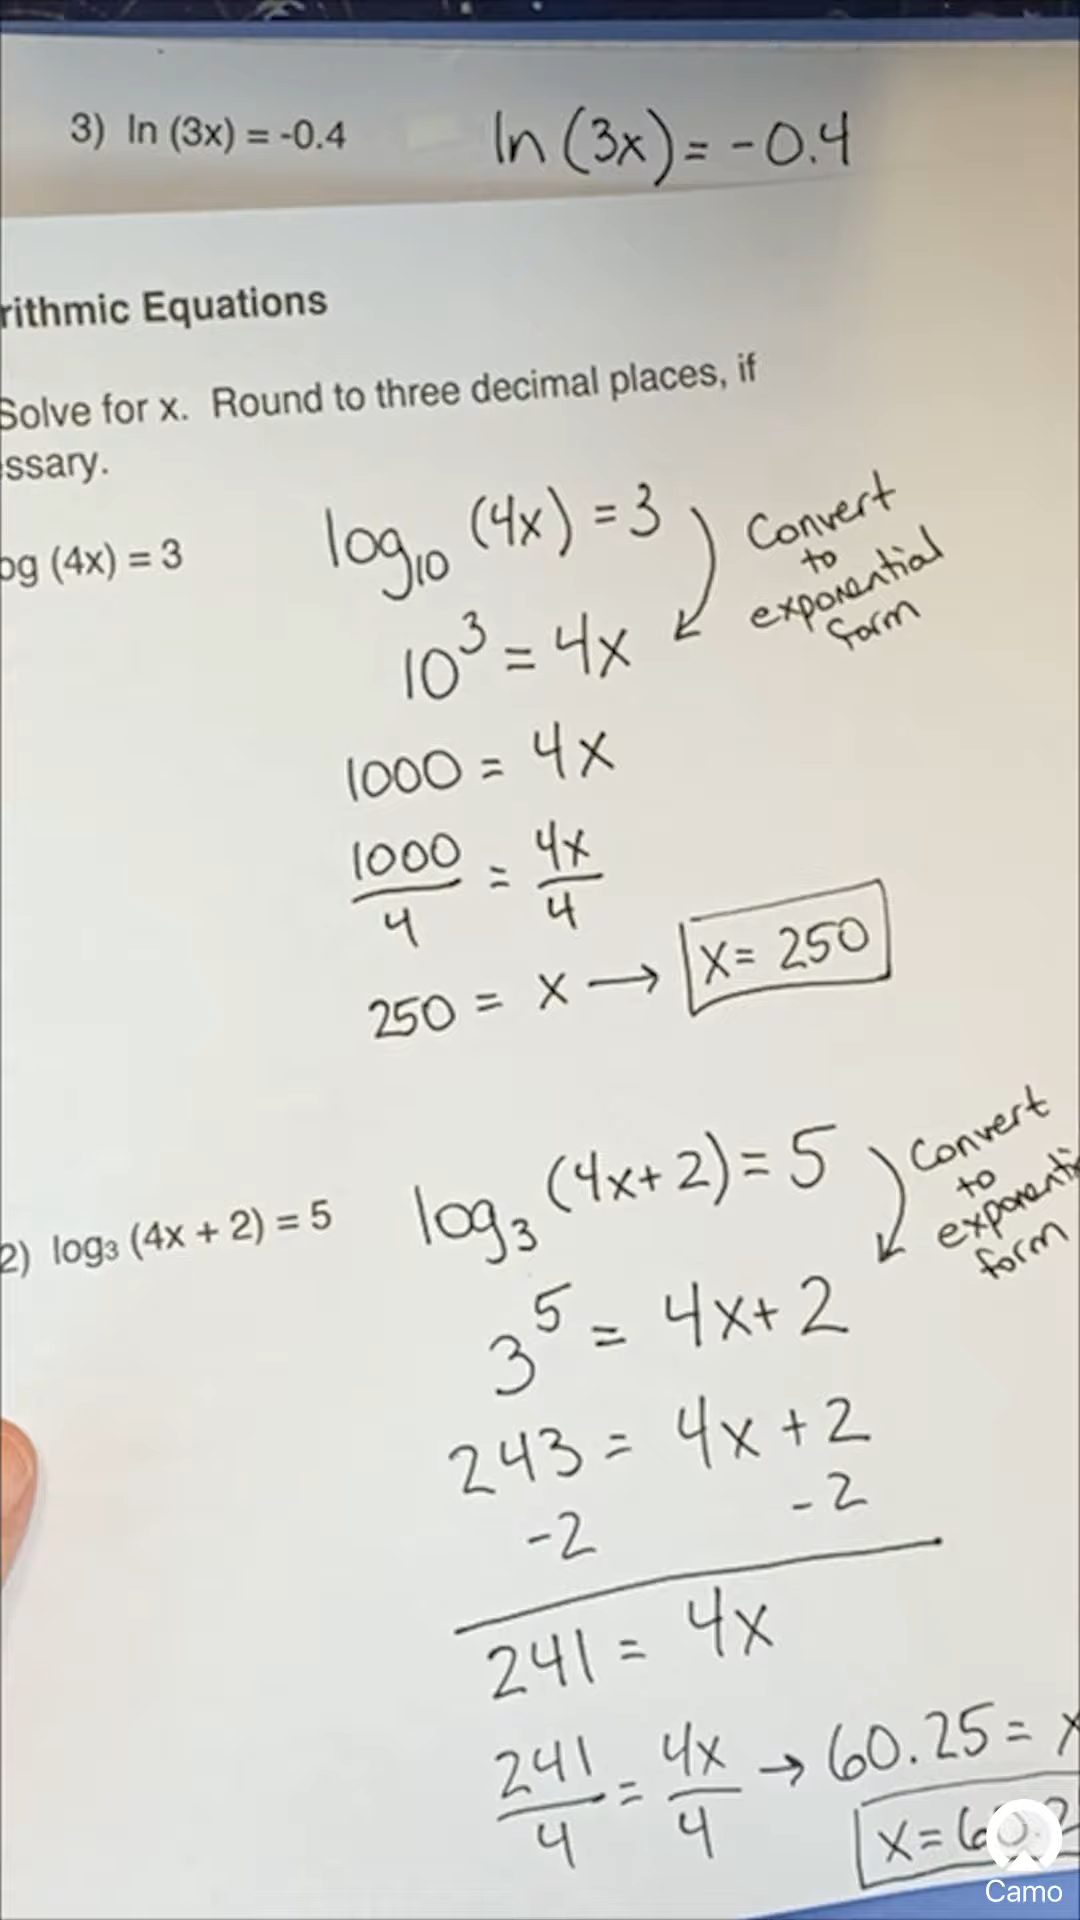 3) ln (3x) = -0.4
ln (3x) = -0.4
rithmic Equations
Solve for x. Round to three decimal places, if
ssary.
og (4x) = 3
log₁₀ (4x) = 3
Convert
to
exponential
form
10³ = 4x
1000 = 4x
1000/4 = 4x/4
250 = x → x = 250
2) log₃ (4x + 2) = 5
log₃ (4x+2) = 5
Convert
to
exponenti
form
3⁵ = 4x+2
243 = 4x+2
-2 -2
241 = 4x
241/4 = 4x/4 → 60.25 = x
x = 6
Camo